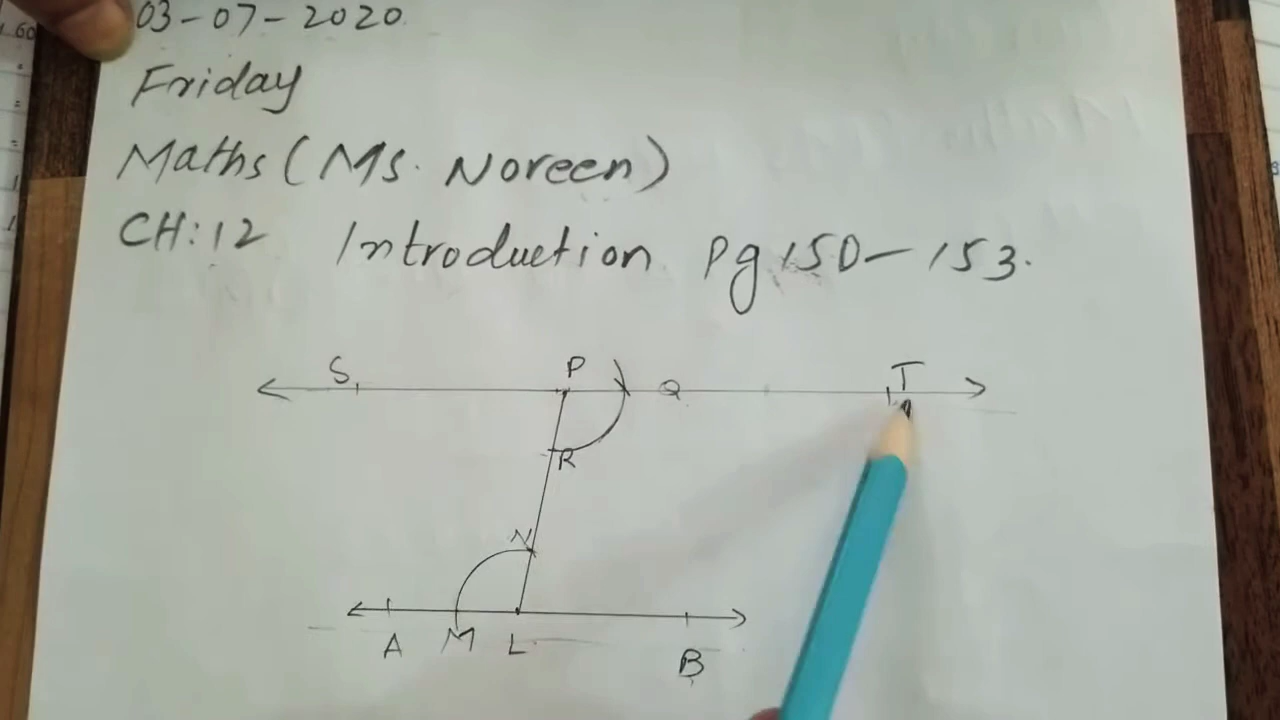 03-07-2020
Friday
Maths (Ms. Noreen)
CH:12 Introduction Pg 150-153.
S P Q T
R
N
A M L B